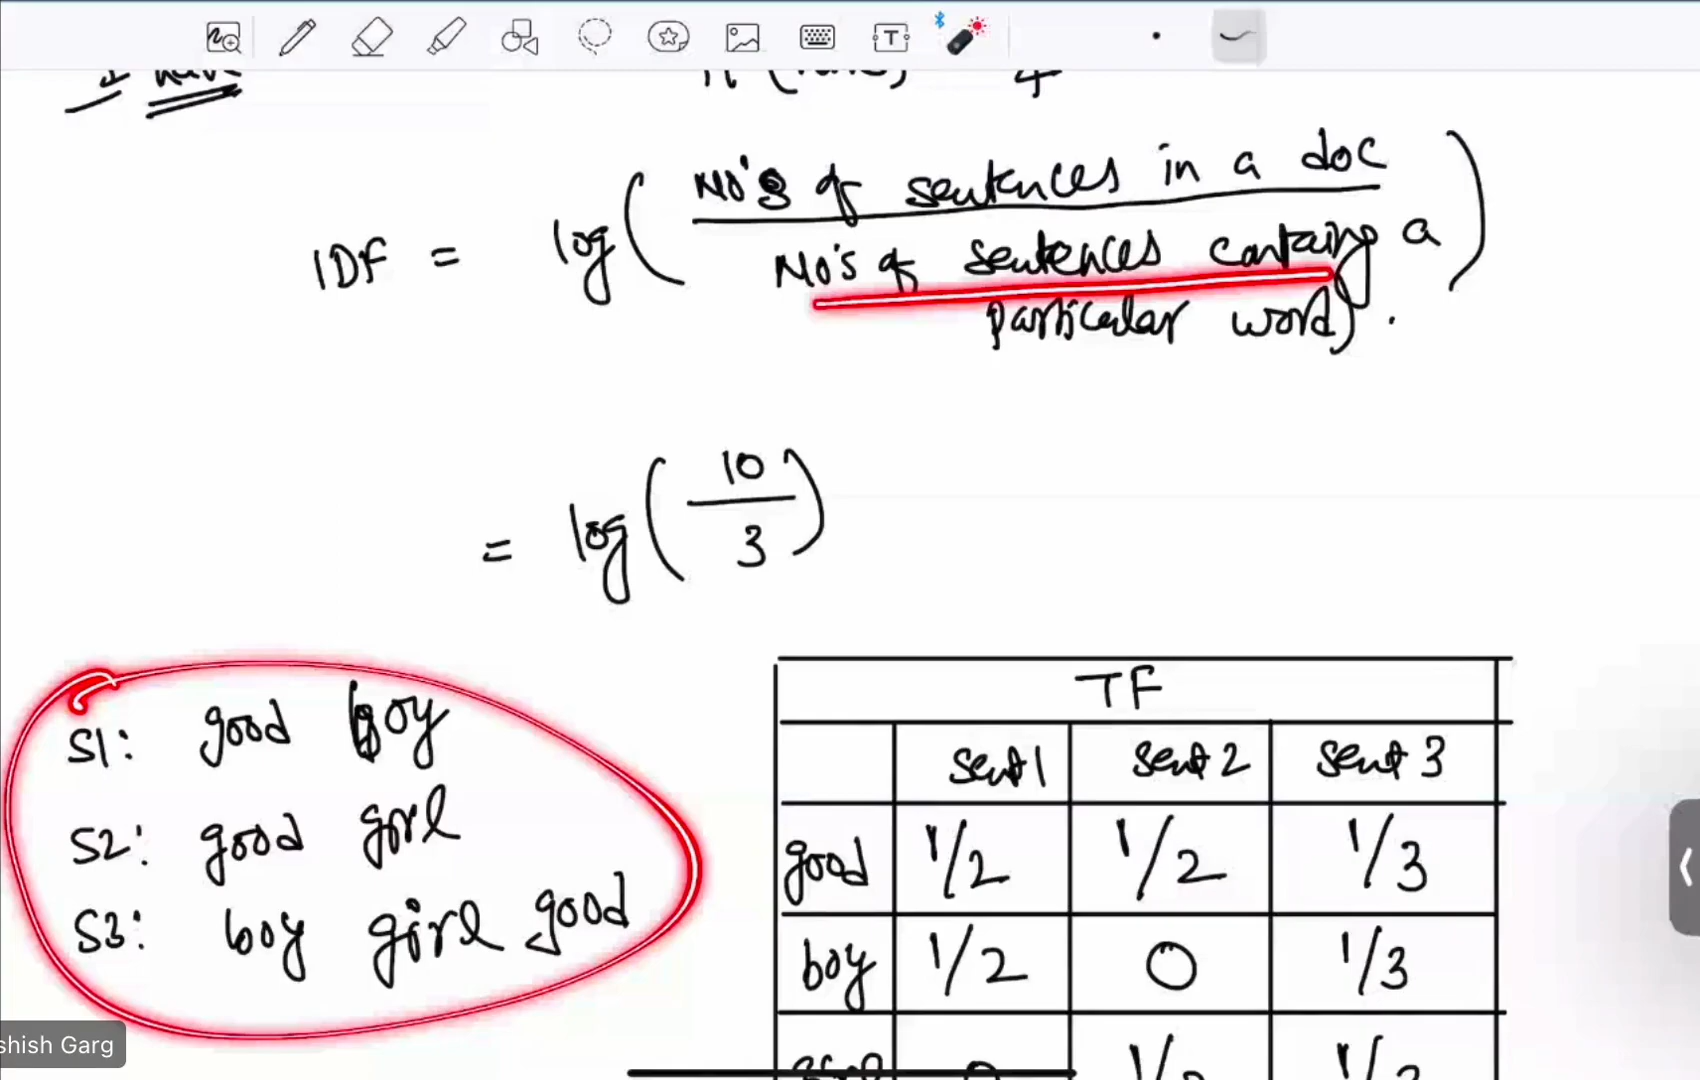 IDF = log( No's of sentences in a doc
No's of sentences containg a
particular word ) .
= log( 10
3 )
S1: good boy
S2: good girl
S3: boy girl good
TF
sent 1 sent 2 sent 3
good 1/2 1/2 1/3
boy 1/2 0 1/3
shish Garg